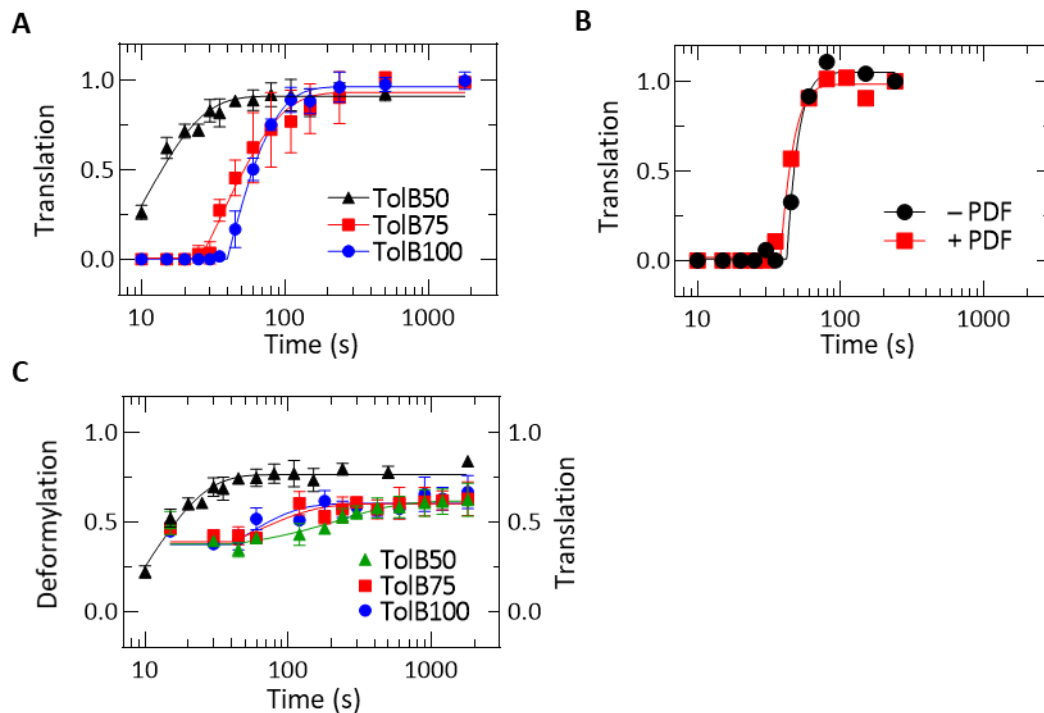 A
Translation
1.0
0.5
0.0
TolB50
TolB75
TolB100
10
100
1000
Time (s)
B
Translation
1.0
0.5
0.0
– PDF
+ PDF
10
100
1000
Time (s)
C
Deformylation
1.0
0.5
0.0
TolB50
TolB75
TolB100
1.0
0.5
0.0
Translation
10
100
1000
Time (s)